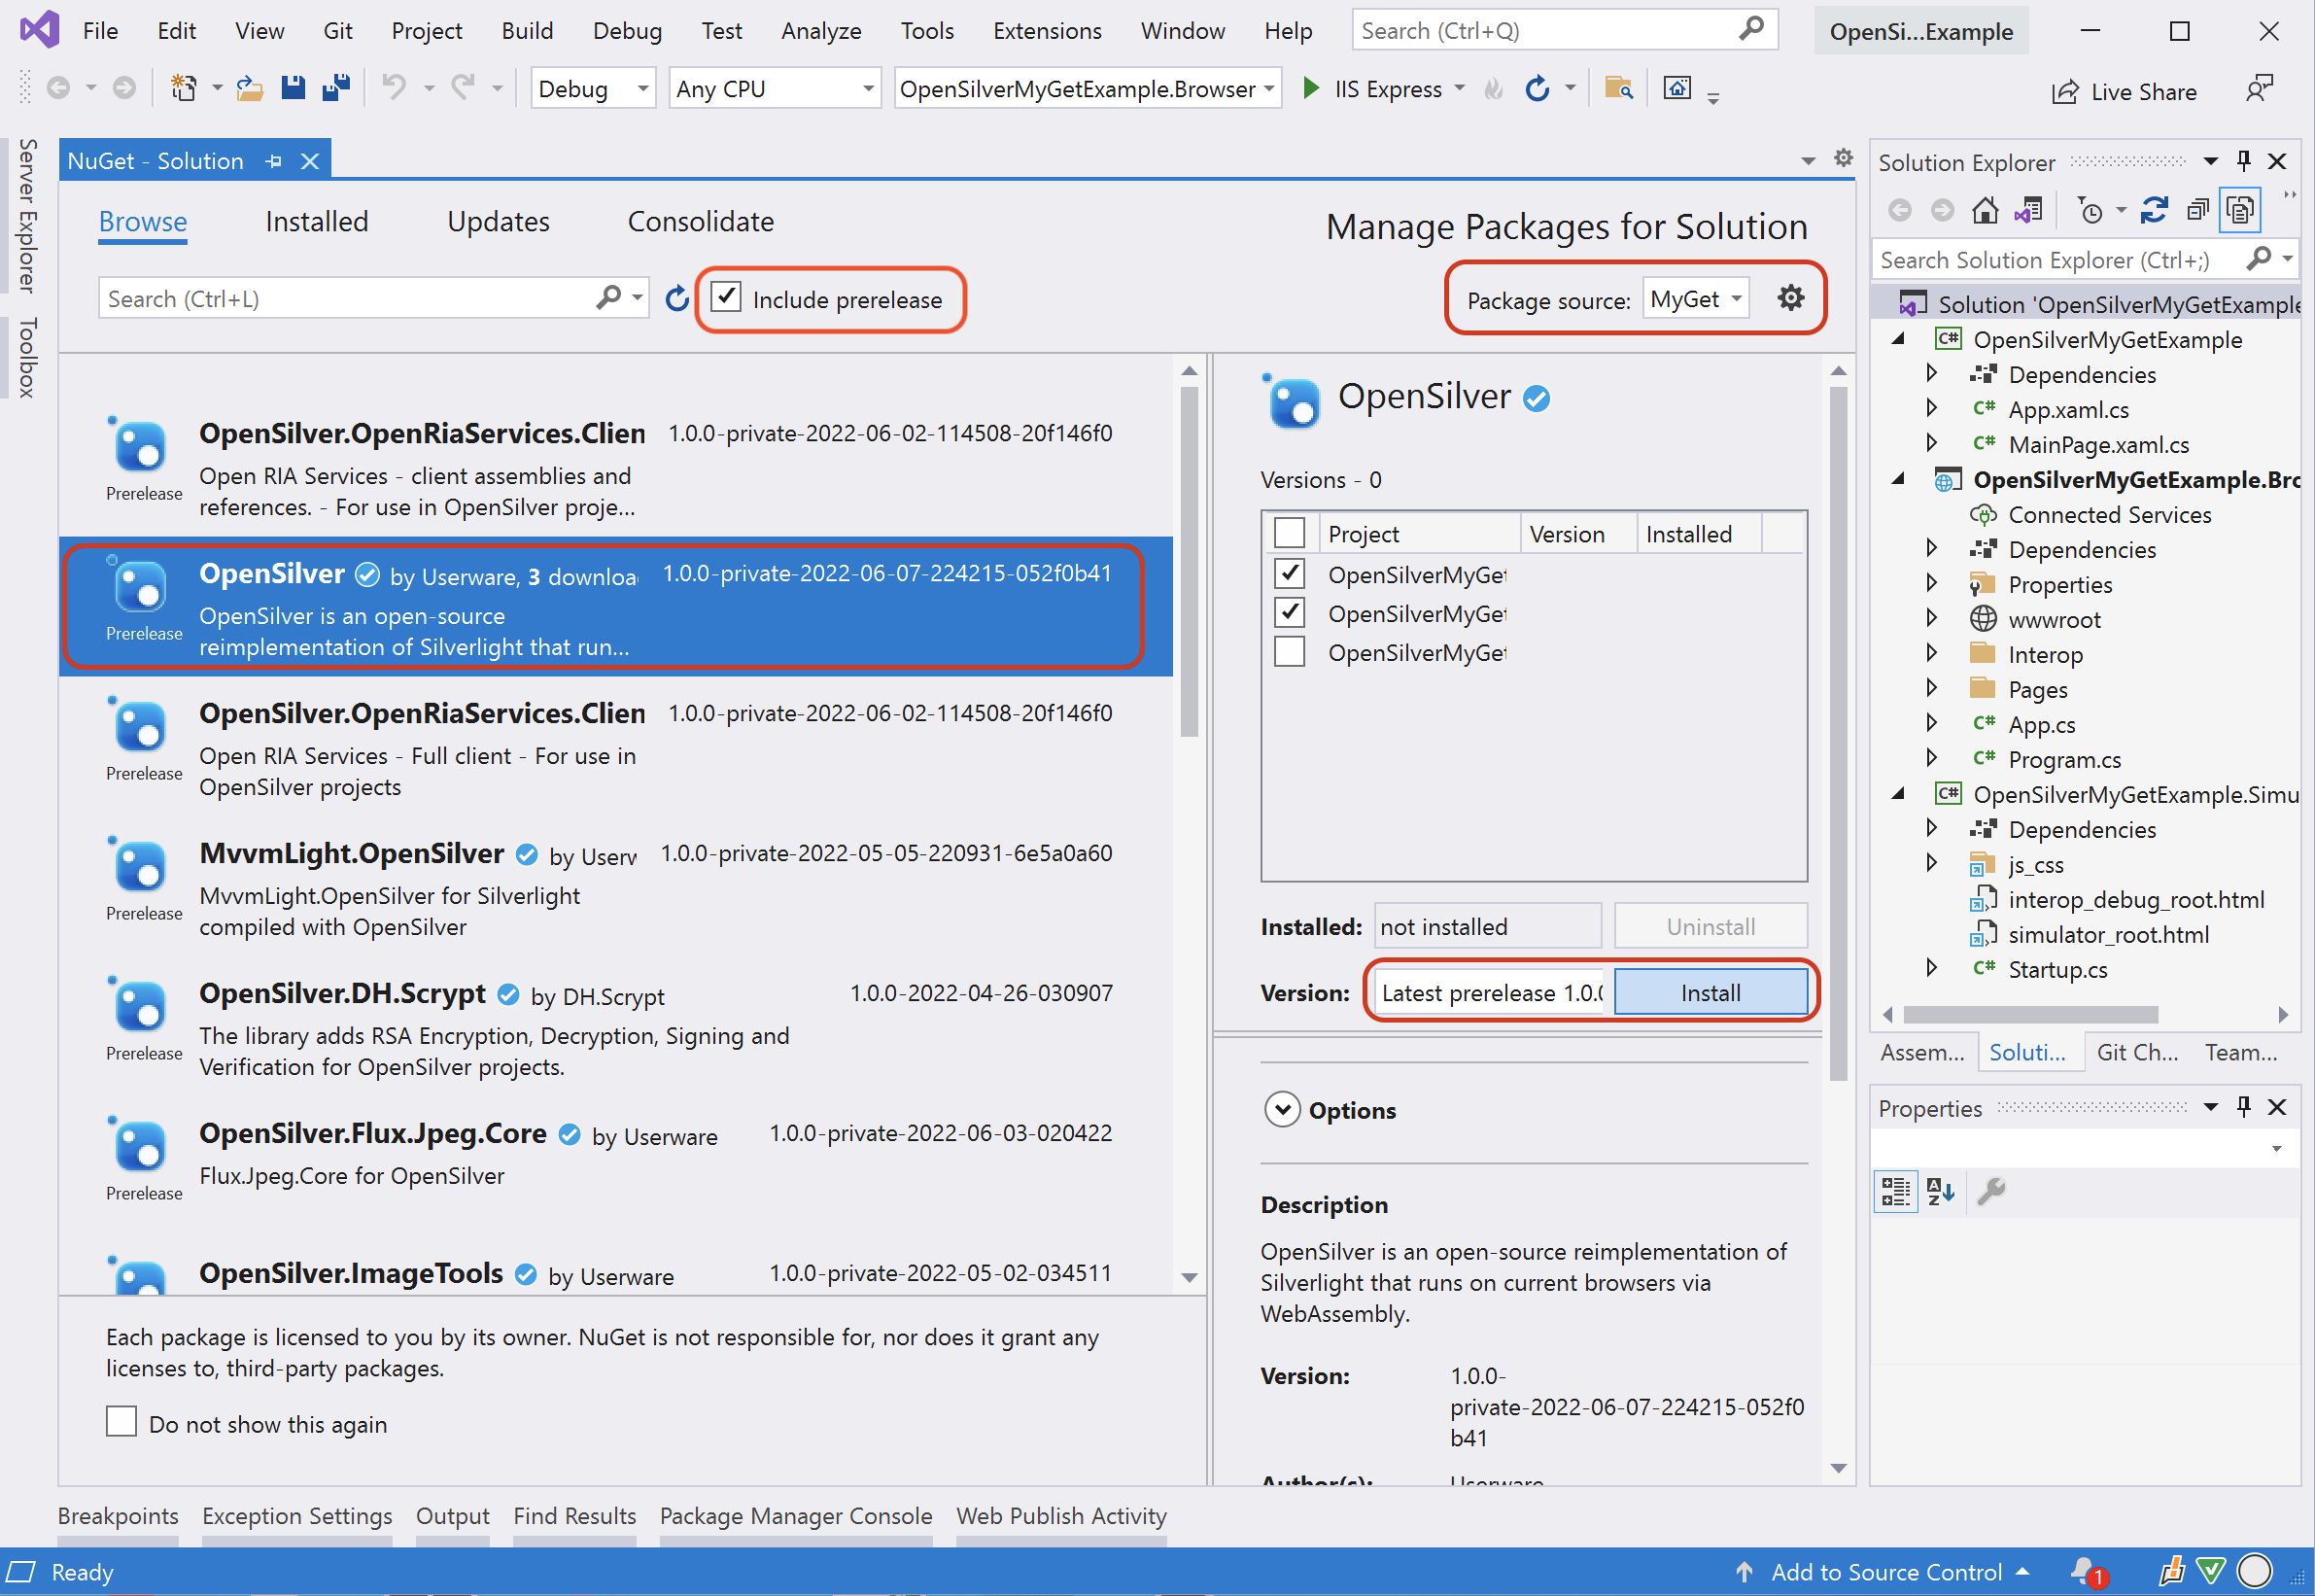 File Edit View Git Project Build Debug Test Analyze Tools Extensions Window Help Search (Ctrl+Q) OpenSi...Example
Debug Any CPU OpenSilverMyGetExample.Browser IIS Express Live Share
Server Explorer
Toolbox
NuGet - Solution
Browse Installed Updates Consolidate
Manage Packages for Solution
Search (Ctrl+L) Include prerelease
Package source: MyGet
OpenSilver.OpenRiaServices.Clien 1.0.0-private-2022-06-02-114508-20f146f0
Open RIA Services - client assemblies and
Prerelease
references. - For use in OpenSilver proje...
OpenSilver by Userware, 3 downloa 1.0.0-private-2022-06-07-224215-052f0b41
OpenSilver is an open-source
Prerelease
reimplementation of Silverlight that run...
OpenSilver.OpenRiaServices.Clien 1.0.0-private-2022-06-02-114508-20f146f0
Open RIA Services - Full client - For use in
Prerelease
OpenSilver projects
MvvmLight.OpenSilver by Userw 1.0.0-private-2022-05-05-220931-6e5a0a60
MvvmLight.OpenSilver for Silverlight
Prerelease
compiled with OpenSilver
OpenSilver.DH.Scrypt by DH.Scrypt 1.0.0-2022-04-26-030907
The library adds RSA Encryption, Decryption, Signing and
Prerelease
Verification for OpenSilver projects.
OpenSilver.Flux.Jpeg.Core by Userware 1.0.0-private-2022-06-03-020422
Flux.Jpeg.Core for OpenSilver
Prerelease
OpenSilver.ImageTools by Userware 1.0.0-private-2022-05-02-034511
Each package is licensed to you by its owner. NuGet is not responsible for, nor does it grant any
licenses to, third-party packages.
Do not show this again
OpenSilver
Versions - 0
Project Version Installed
OpenSilverMyGet
OpenSilverMyGet
OpenSilverMyGet
Installed: not installed Uninstall
Version: Latest prerelease 1.0.0 Install
Options
Description
OpenSilver is an open-source reimplementation of
Silverlight that runs on current browsers via
WebAssembly.
Version: 1.0.0-
private-2022-06-07-224215-052f0
b41
Author(s): Userware
Solution Explorer
Search Solution Explorer (Ctrl+;)
Solution 'OpenSilverMyGetExample
C# OpenSilverMyGetExample
Dependencies
C# App.xaml.cs
C# MainPage.xaml.cs
OpenSilverMyGetExample.Bro
Connected Services
Dependencies
Properties
wwwroot
Interop
Pages
C# App.cs
C# Program.cs
C# OpenSilverMyGetExample.Simu
Dependencies
js_css
interop_debug_root.html
simulator_root.html
C# Startup.cs
Assem... Soluti... Git Ch... Team...
Properties
Breakpoints Exception Settings Output Find Results Package Manager Console Web Publish Activity
Ready Add to Source Control 1